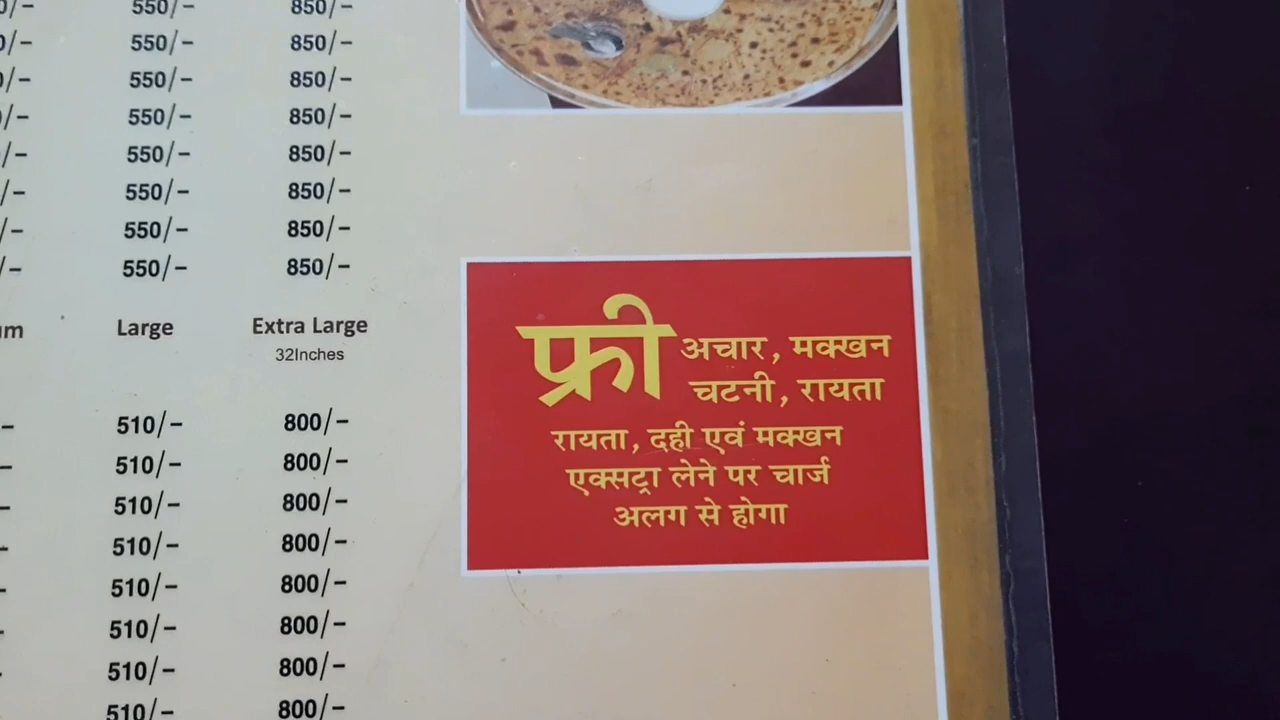 550/- 850/-
550/- 850/-
550/- 850/-
550/- 850/-
550/- 850/-
550/- 850/-
550/- 850/-
550/- 850/-
Large Extra Large
32Inches
510/- 800/-
510/- 800/-
510/- 800/-
510/- 800/-
510/- 800/-
510/- 800/-
510/- 800/-
510/- 800/-
फ्री अचार, मक्खन
चटनी, रायता
रायता, दही एवं मक्खन
एक्सट्रा लेने पर चार्ज
अलग से होगा